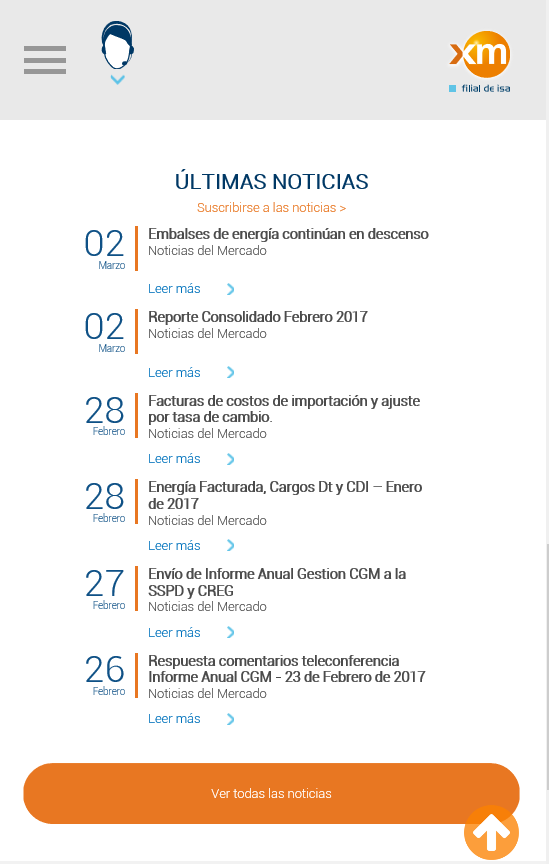 xm
filial de isa
ÚLTIMAS NOTICIAS
Suscribirse a las noticias >
02
Marzo
Embalses de energía continúan en descenso
Noticias del Mercado
Leer más
02
Marzo
Reporte Consolidado Febrero 2017
Noticias del Mercado
Leer más
28
Febrero
Facturas de costos de importación y ajuste
por tasa de cambio.
Noticias del Mercado
Leer más
28
Febrero
Energía Facturada, Cargos Dt y CDI – Enero
de 2017
Noticias del Mercado
Leer más
27
Febrero
Envío de Informe Anual Gestion CGM a la
SSPD y CREG
Noticias del Mercado
Leer más
26
Febrero
Respuesta comentarios teleconferencia
Informe Anual CGM - 23 de Febrero de 2017
Noticias del Mercado
Leer más
Ver todas las noticias